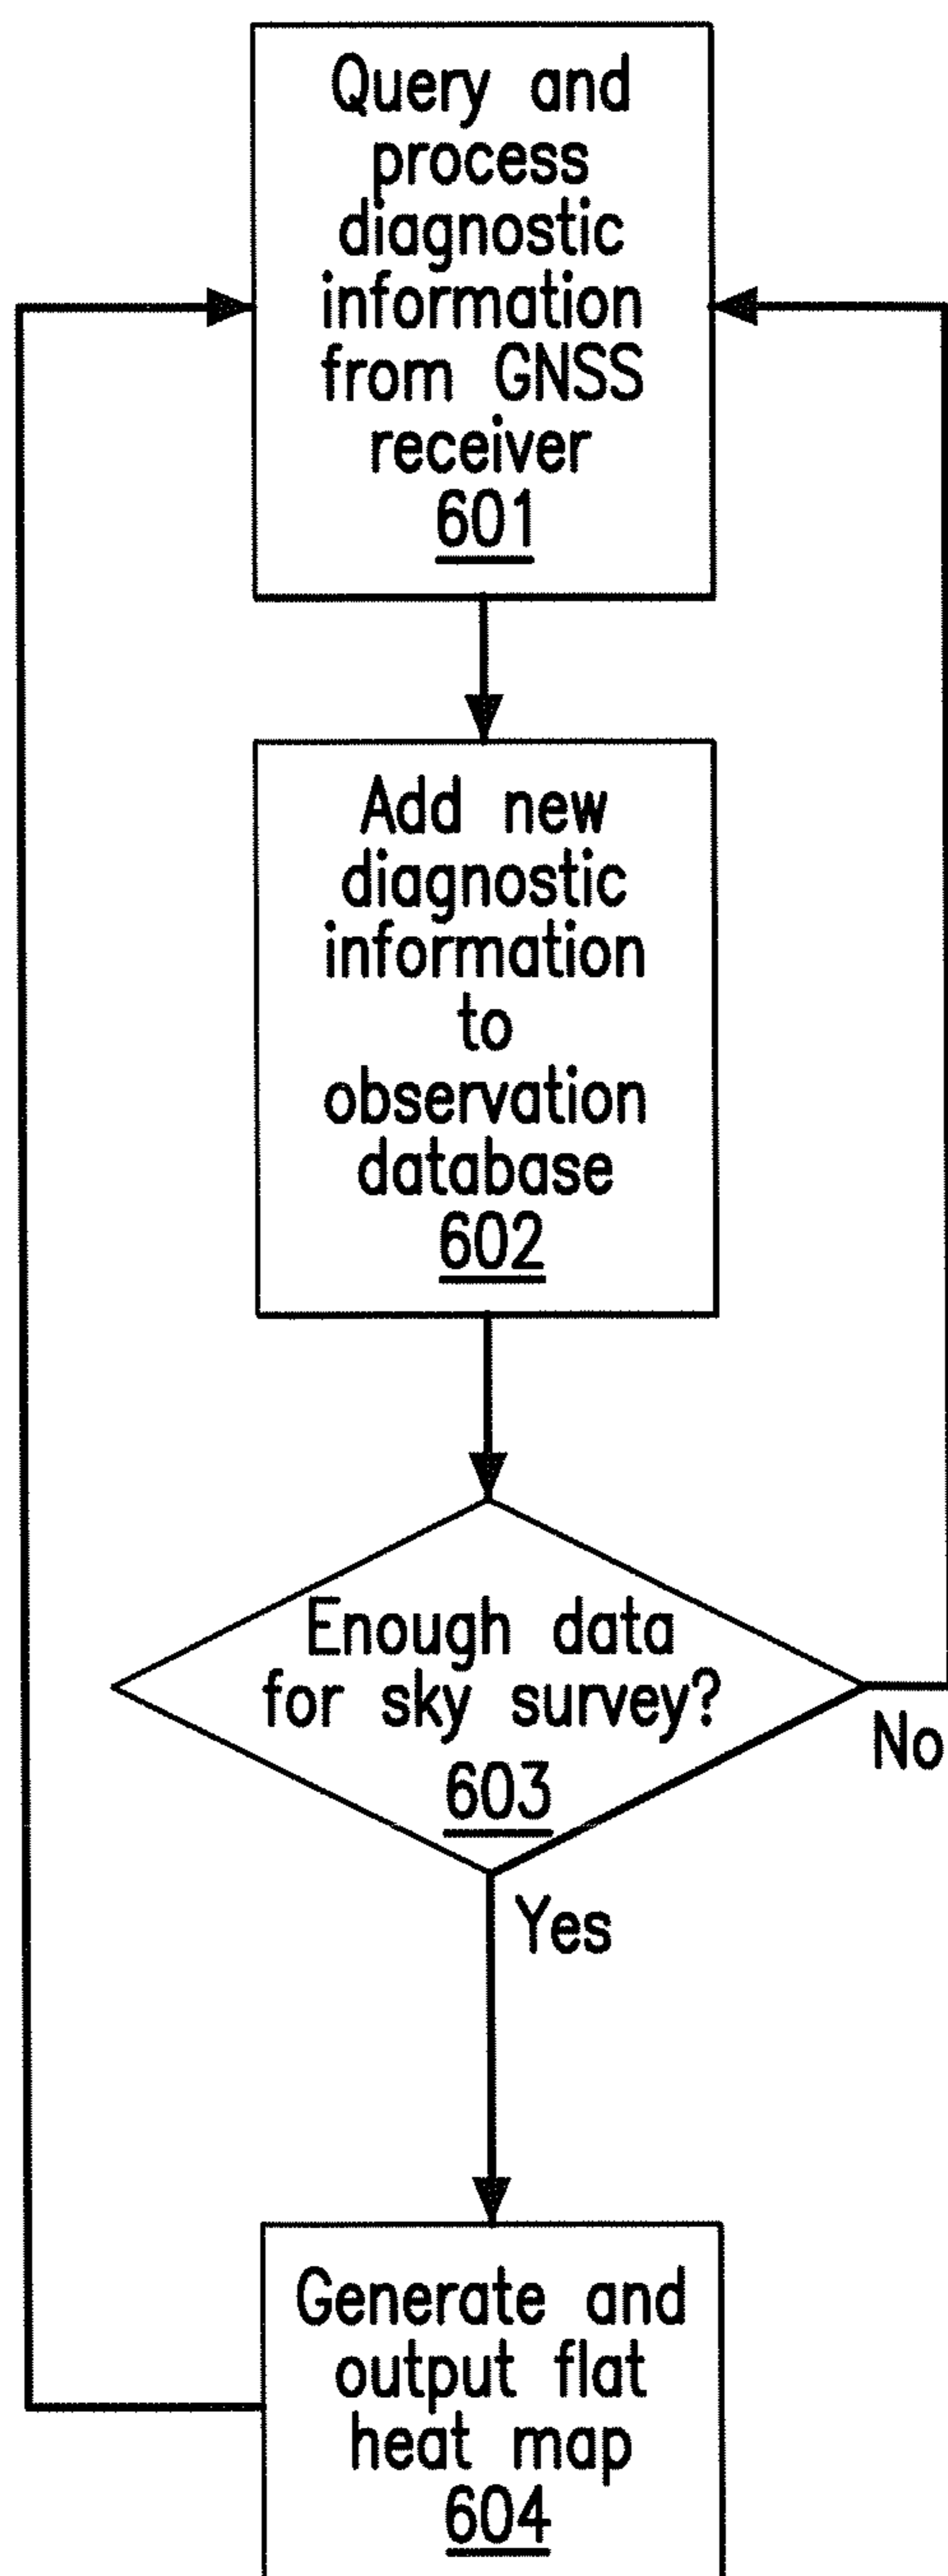 Query and
process
diagnostic
information
from GNSS
receiver
601
Add new
diagnostic
information
to
observation
database
602
Enough data
for sky survey?
603
No
Yes
Generate and
output flat
heat map
604